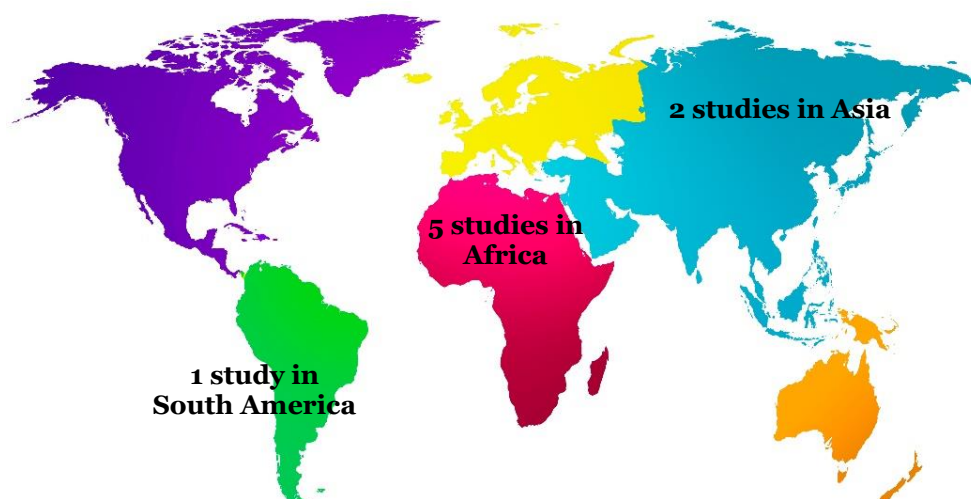 2 studies in Asia
5 studies in
Africa
1 study in
South America